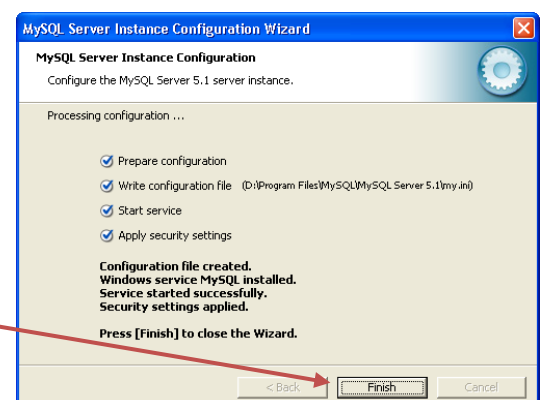 MySQL Server Instance Configuration Wizard
MySQL Server Instance Configuration
Configure the MySQL Server 5.1 server instance.
Processing configuration ...
Prepare configuration
Write configuration file (D:\Program Files\MySQL\MySQL Server 5.1\my.ini)
Start service
Apply security settings
Configuration file created.
Windows service MySQL installed.
Service started successfully.
Security settings applied.
Press [Finish] to close the Wizard.
< Back Finish Cancel